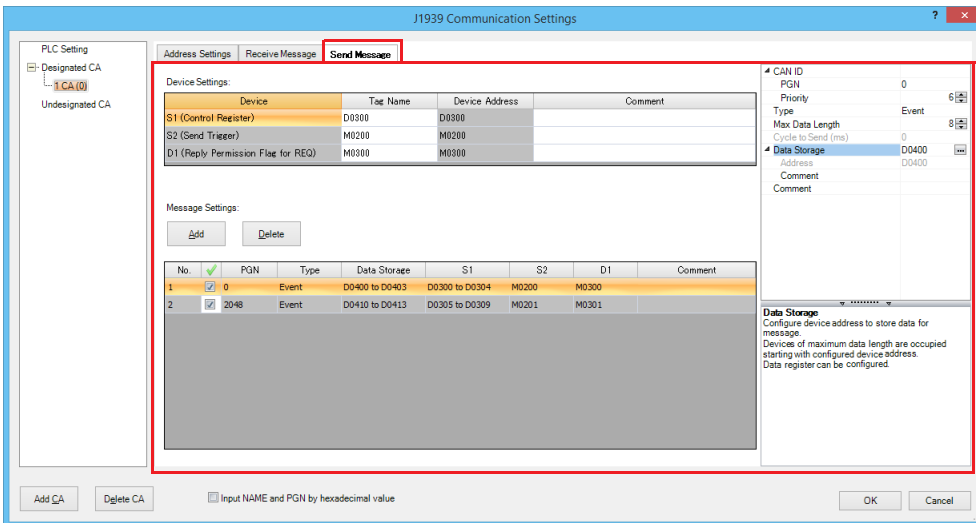 J1939 Communication Settings
?
PLC Setting
Designated CA
1 CA (0)
Undesignated CA
Address Settings Receive Message Send Message
Device Settings:
Device Tag Name Device Address Comment
S1 (Control Register) D0300 D0300
S2 (Send Trigger) M0200 M0200
D1 (Reply Permission Flag for REQ) M0300 M0300
Message Settings:
Add Delete
No. PGN Type Data Storage S1 S2 D1 Comment
1 0 Event D0400 to D0403 D0300 to D0304 M0200 M0300
2 2048 Event D0410 to D0413 D0305 to D0309 M0201 M0301
CAN ID
PGN 0
Priority 6
Type Event
Max Data Length 8
Cycle to Send (ms) 0
Data Storage D0400 ...
Address D0400
Comment
Comment
Data Storage
Configure device address to store data for
message.
Devices of maximum data length are occupied
starting with configured device address.
Data register can be configured.
Add CA Delete CA Input NAME and PGN by hexadecimal value OK Cancel